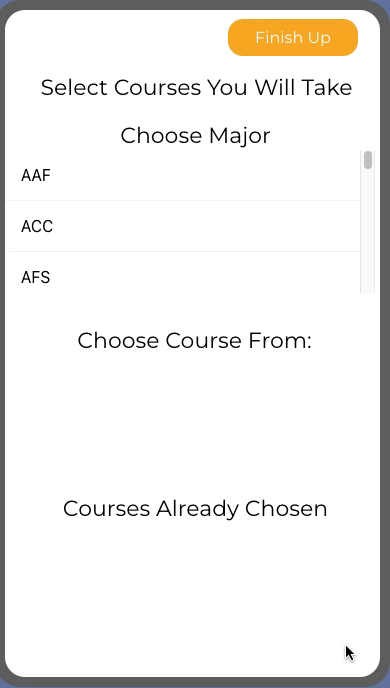 Finish Up
Select Courses You Will Take
Choose Major
AAF
ACC
AFS
Choose Course From:
Courses Already Chosen